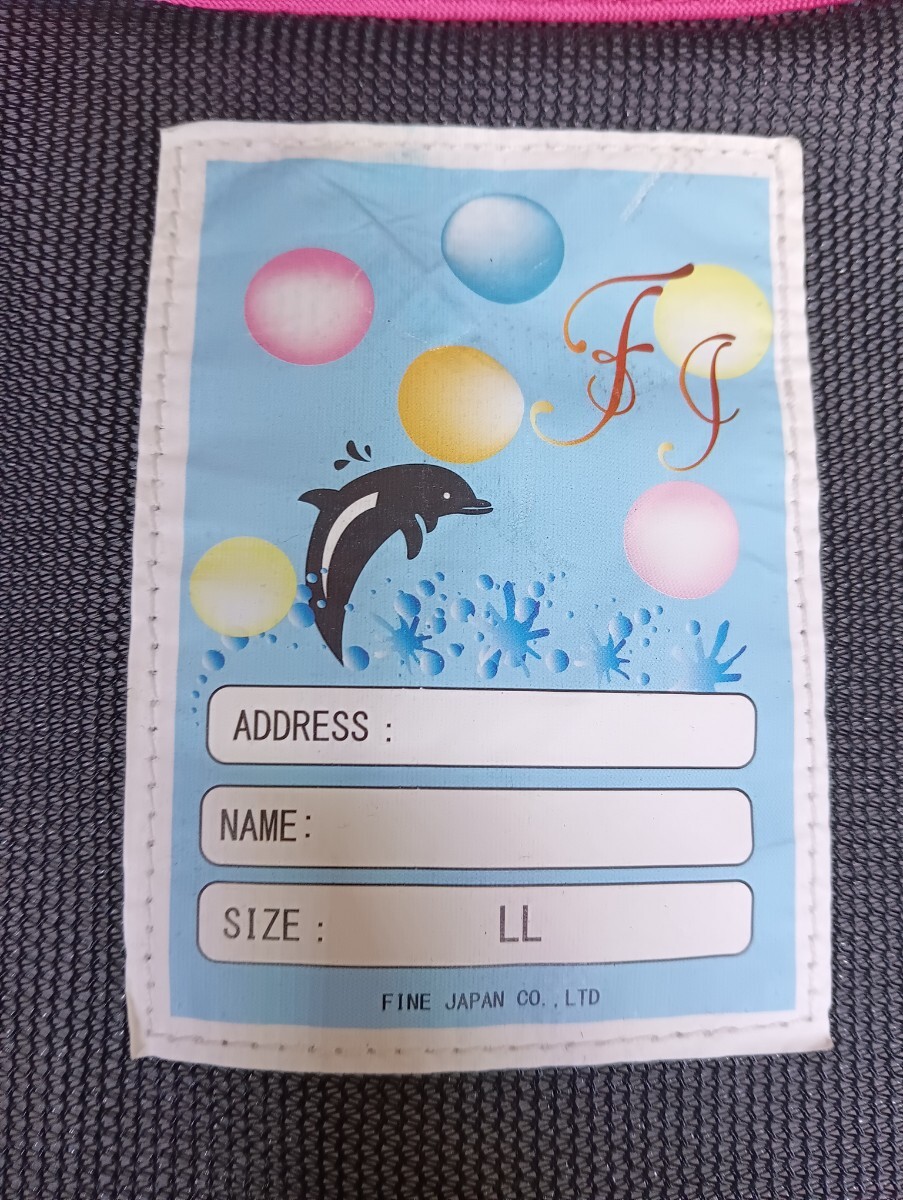 FJ
ADDRESS :
NAME:
SIZE : LL
FINE JAPAN CO.,LTD